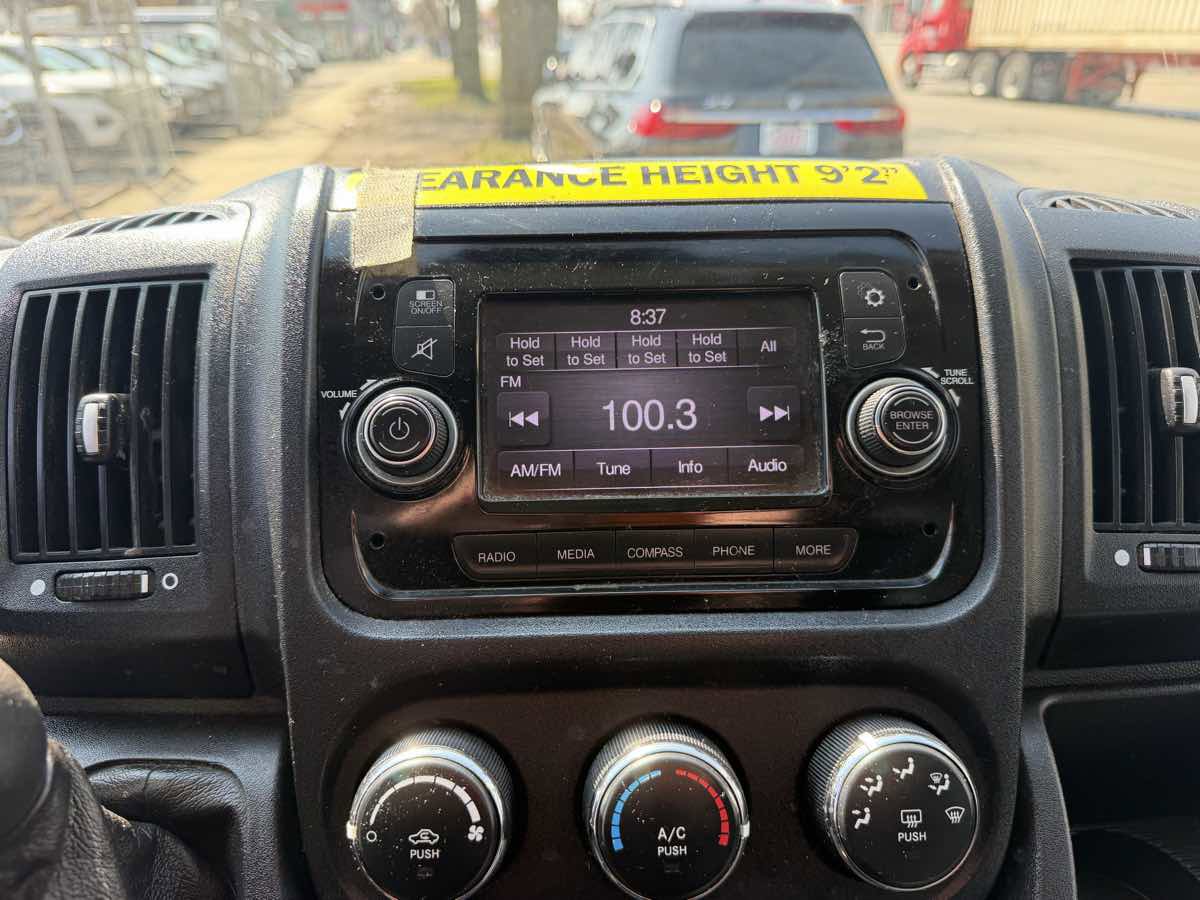 EARANCE HEIGHT 9'2"
SCREEN
ON/OFF
BACK
VOLUME
TUNE
SCROLL
BROWSE
ENTER
8:37
Hold
to Set
Hold
to Set
Hold
to Set
Hold
to Set
All
FM
100.3
AM/FM
Tune
Info
Audio
RADIO
MEDIA
COMPASS
PHONE
MORE
PUSH
A/C
PUSH
PUSH